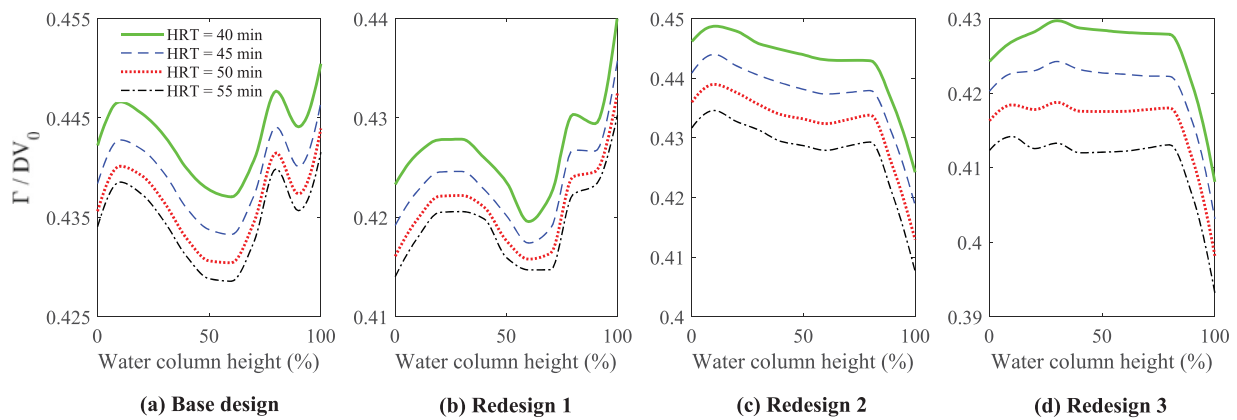 0.455
0.445
0.435
0.425
Γ / DV0
HRT = 40 min
HRT = 45 min
HRT = 50 min
HRT = 55 min
0 50 100
Water column height (%)
(a) Base design
0.44
0.43
0.42
0.41
0 50 100
Water column height (%)
(b) Redesign 1
0.45
0.44
0.43
0.42
0.41
0.4
0 50 100
Water column height (%)
(c) Redesign 2
0.43
0.42
0.41
0.4
0.39
0 50 100
Water column height (%)
(d) Redesign 3